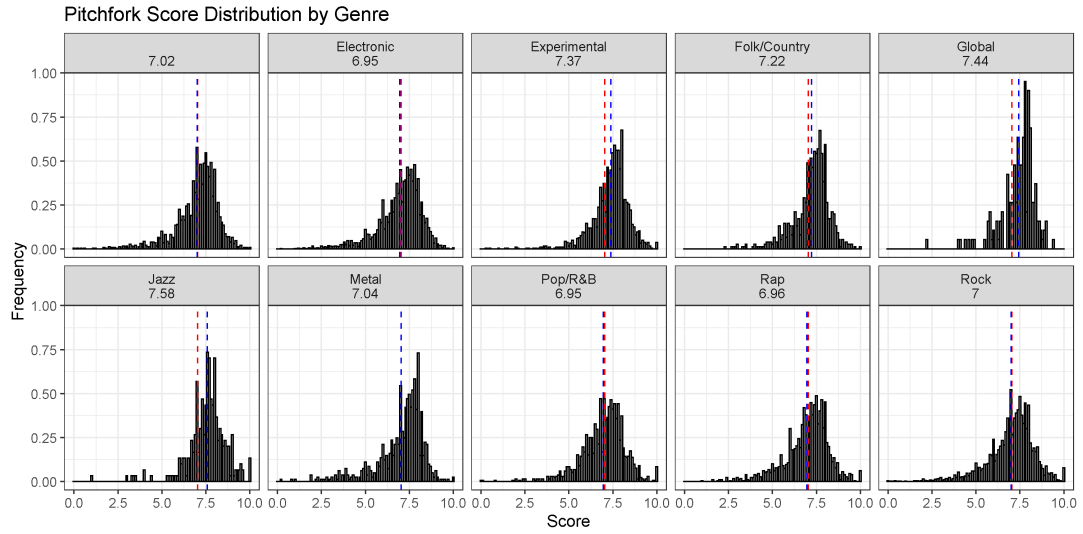 Pitchfork Score Distribution by Genre
7.02
Electronic
6.95
Experimental
7.37
Folk/Country
7.22
Global
7.44
1.00
0.75
0.50
0.25
0.00
Jazz
7.58
Metal
7.04
Pop/R&B
6.95
Rap
6.96
Rock
7
1.00
0.75
0.50
0.25
0.00
Frequency
0.0 2.5 5.0 7.5 10.0 0.0 2.5 5.0 7.5 10.0 0.0 2.5 5.0 7.5 10.0 0.0 2.5 5.0 7.5 10.0 0.0 2.5 5.0 7.5 10.0
Score